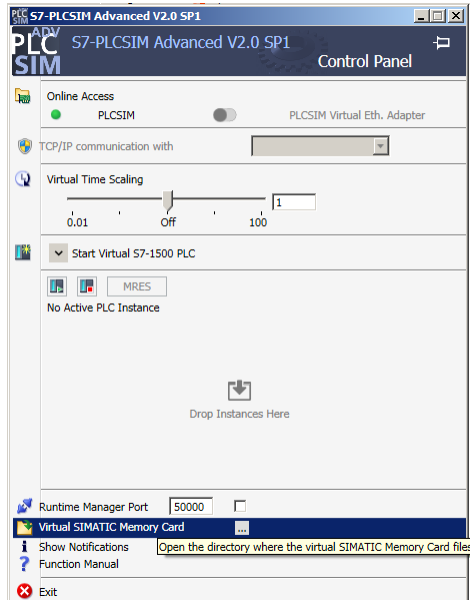 S7-PLCSIM Advanced V2.0 SP1
ADV
PLC SIM
S7-PLCSIM Advanced V2.0 SP1
Control Panel
Online Access
PLCSIM
PLCSIM Virtual Eth. Adapter
TCP/IP communication with
Virtual Time Scaling
1
0.01 Off 100
Start Virtual S7-1500 PLC
MRES
No Active PLC Instance
Drop Instances Here
Runtime Manager Port 50000
Virtual SIMATIC Memory Card ...
Show Notifications
Open the directory where the virtual SIMATIC Memory Card files
Function Manual
Exit